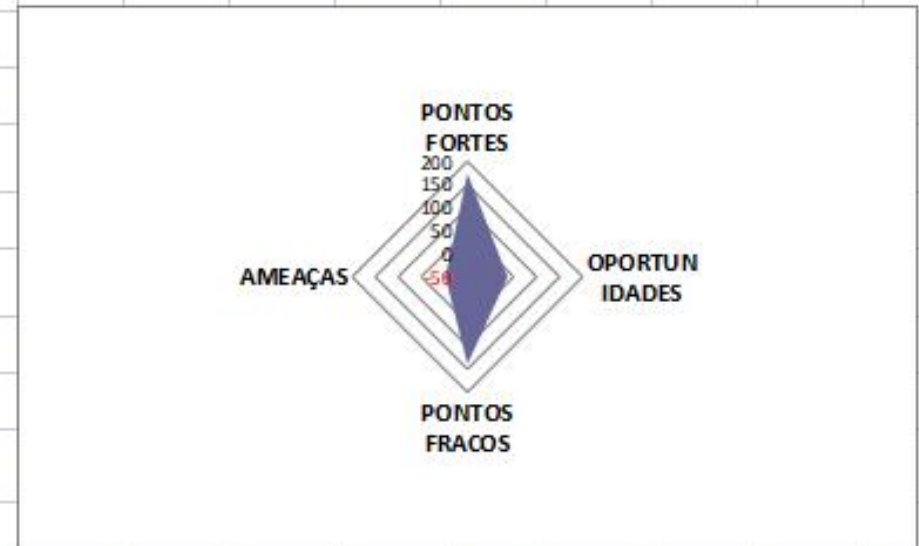 PONTOS
FORTES
200
150
100
50
0
-50
AMEAÇAS
OPORTUN
IDADES
PONTOS
FRACOS